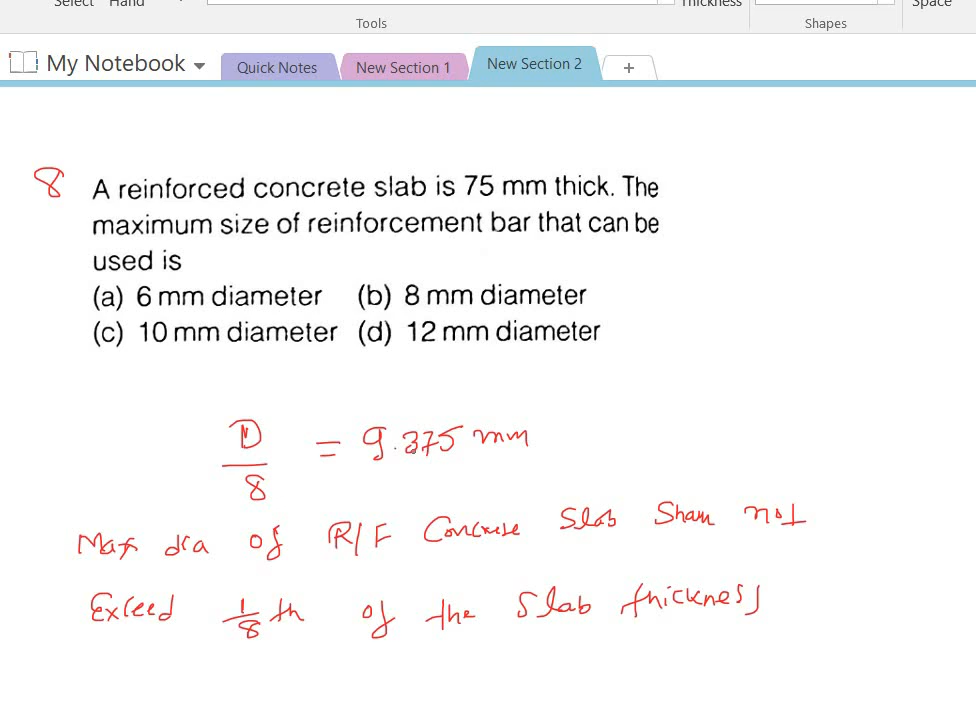 Select Hand Thickness Space
Tools Shapes
My Notebook Quick Notes New Section 1 New Section 2 +
8 A reinforced concrete slab is 75 mm thick. The
maximum size of reinforcement bar that can be
used is
(a) 6 mm diameter (b) 8 mm diameter
(c) 10 mm diameter (d) 12 mm diameter
D/8 = 9.375 mm
Max dia of R/F Concrete Slab Shall not
Exceed 1/8 th of the Slab thickness